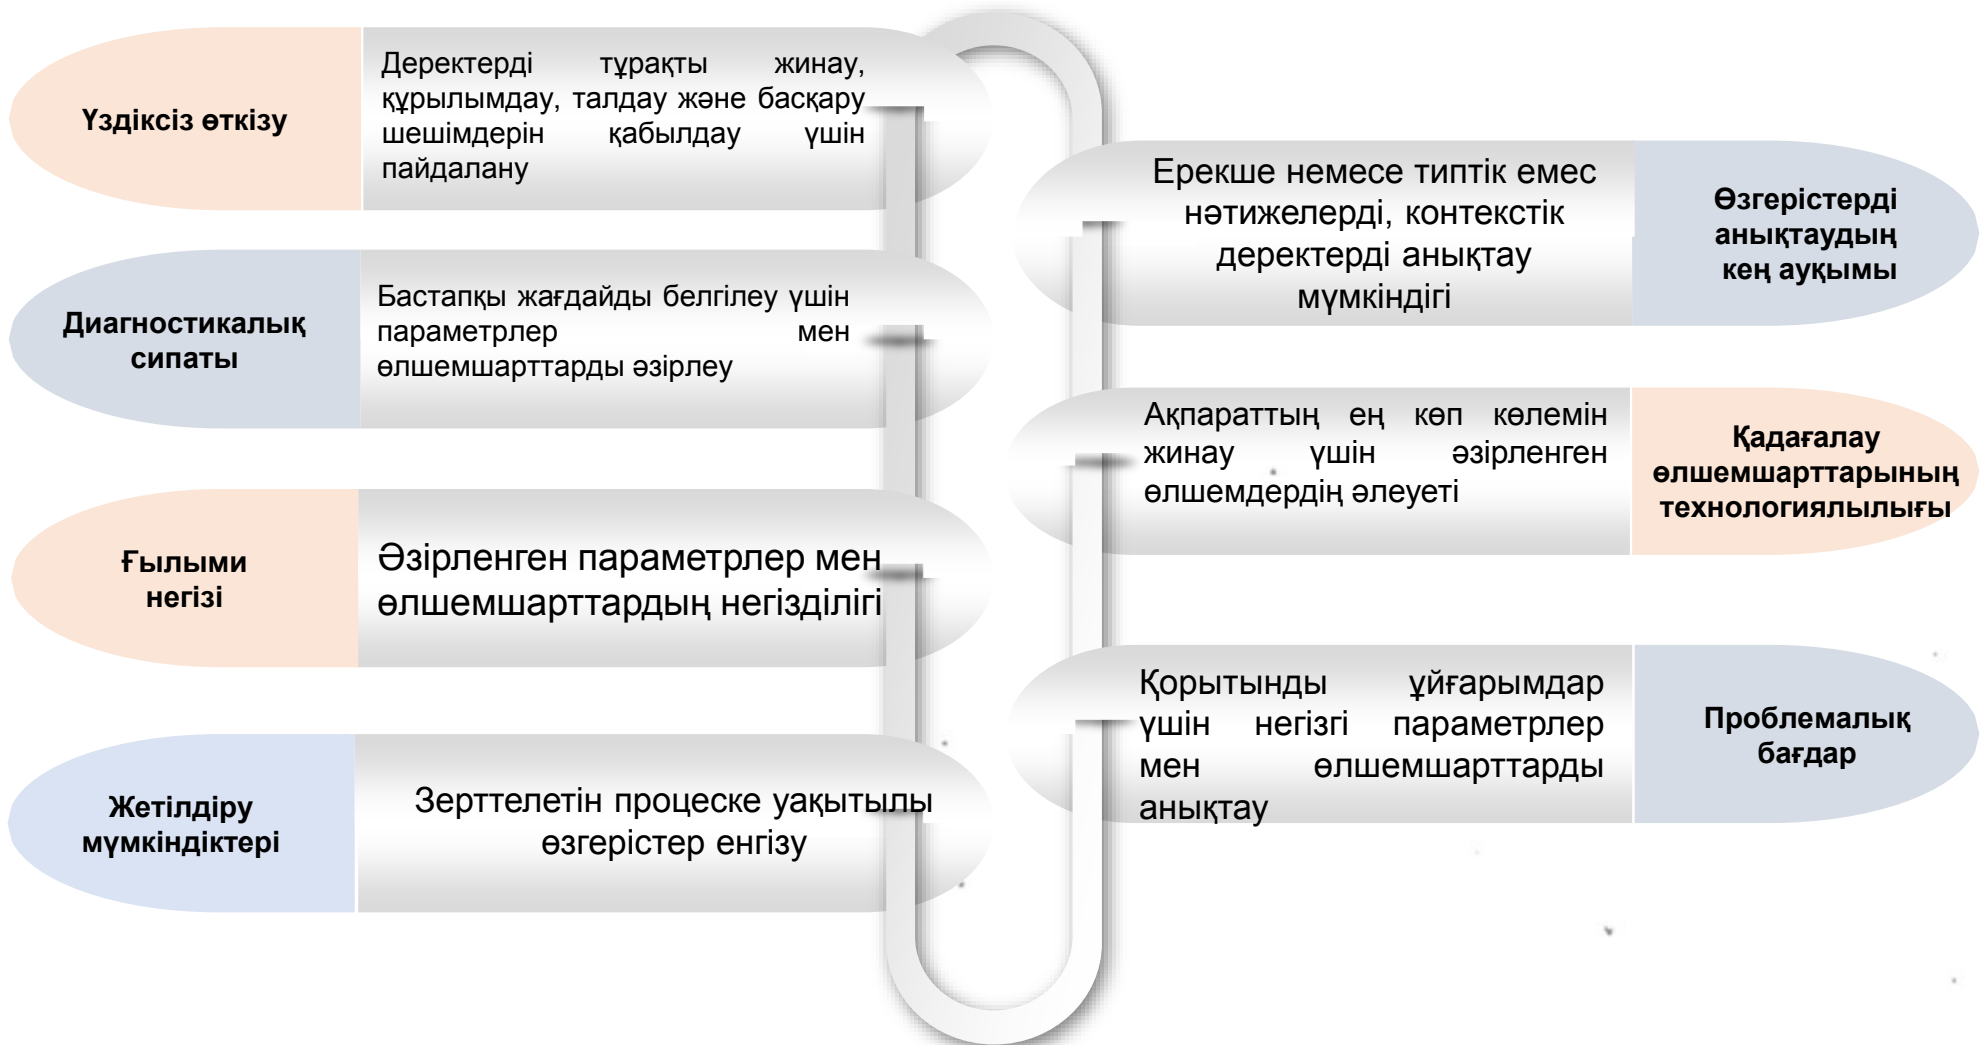 Үздіксіз өткізу
Деректерді тұрақты жинау,
құрылымдау, талдау және басқару
шешімдерін қабылдау үшін
пайдалану
Диагностикалық
сипаты
Бастапқы жағдайды белгілеу үшін
параметрлер мен
өлшемшарттарды әзірлеу
Ғылыми
негізі
Әзірленген параметрлер мен
өлшемшарттардың негізділігі
Жетілдіру
мүмкіндіктері
Зерттелетін процеске уақытылы
өзгерістер енгізу
Ерекше немесе типтік емес
нәтижелерді, контекстік
деректерді анықтау
мүмкіндігі
Өзгерістерді
анықтаудың
кең ауқымы
Ақпараттың ең көп көлемін
жинау үшін әзірленген
өлшемдердің әлеуеті
Қадағалау
өлшемшарттарының
технологиялылығы
Қорытынды ұйғарымдар
үшін негізгі параметрлер
мен өлшемшарттарды
анықтау
Проблемалық
бағдар